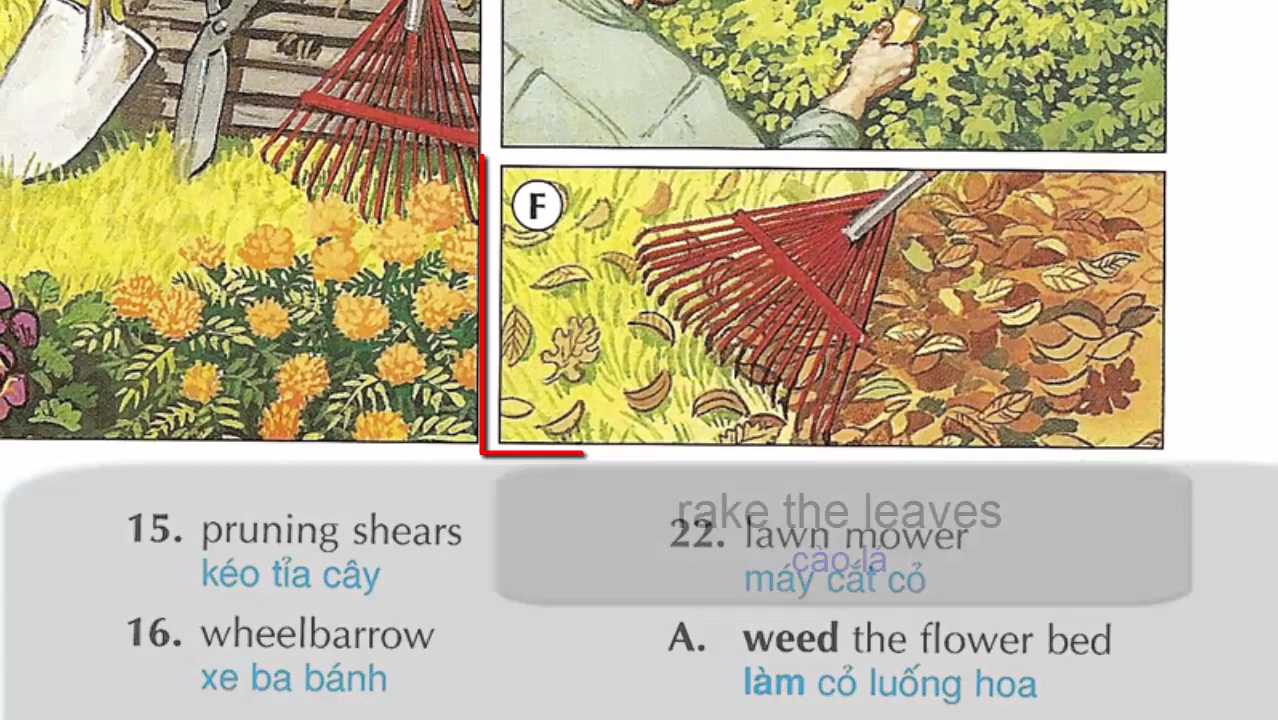 F
15. pruning shears
kéo tỉa cây
16. wheelbarrow
xe ba bánh
rake the leaves
cào lá
22. lawn mower
máy cắt cỏ
A. weed the flower bed
làm cỏ luống hoa